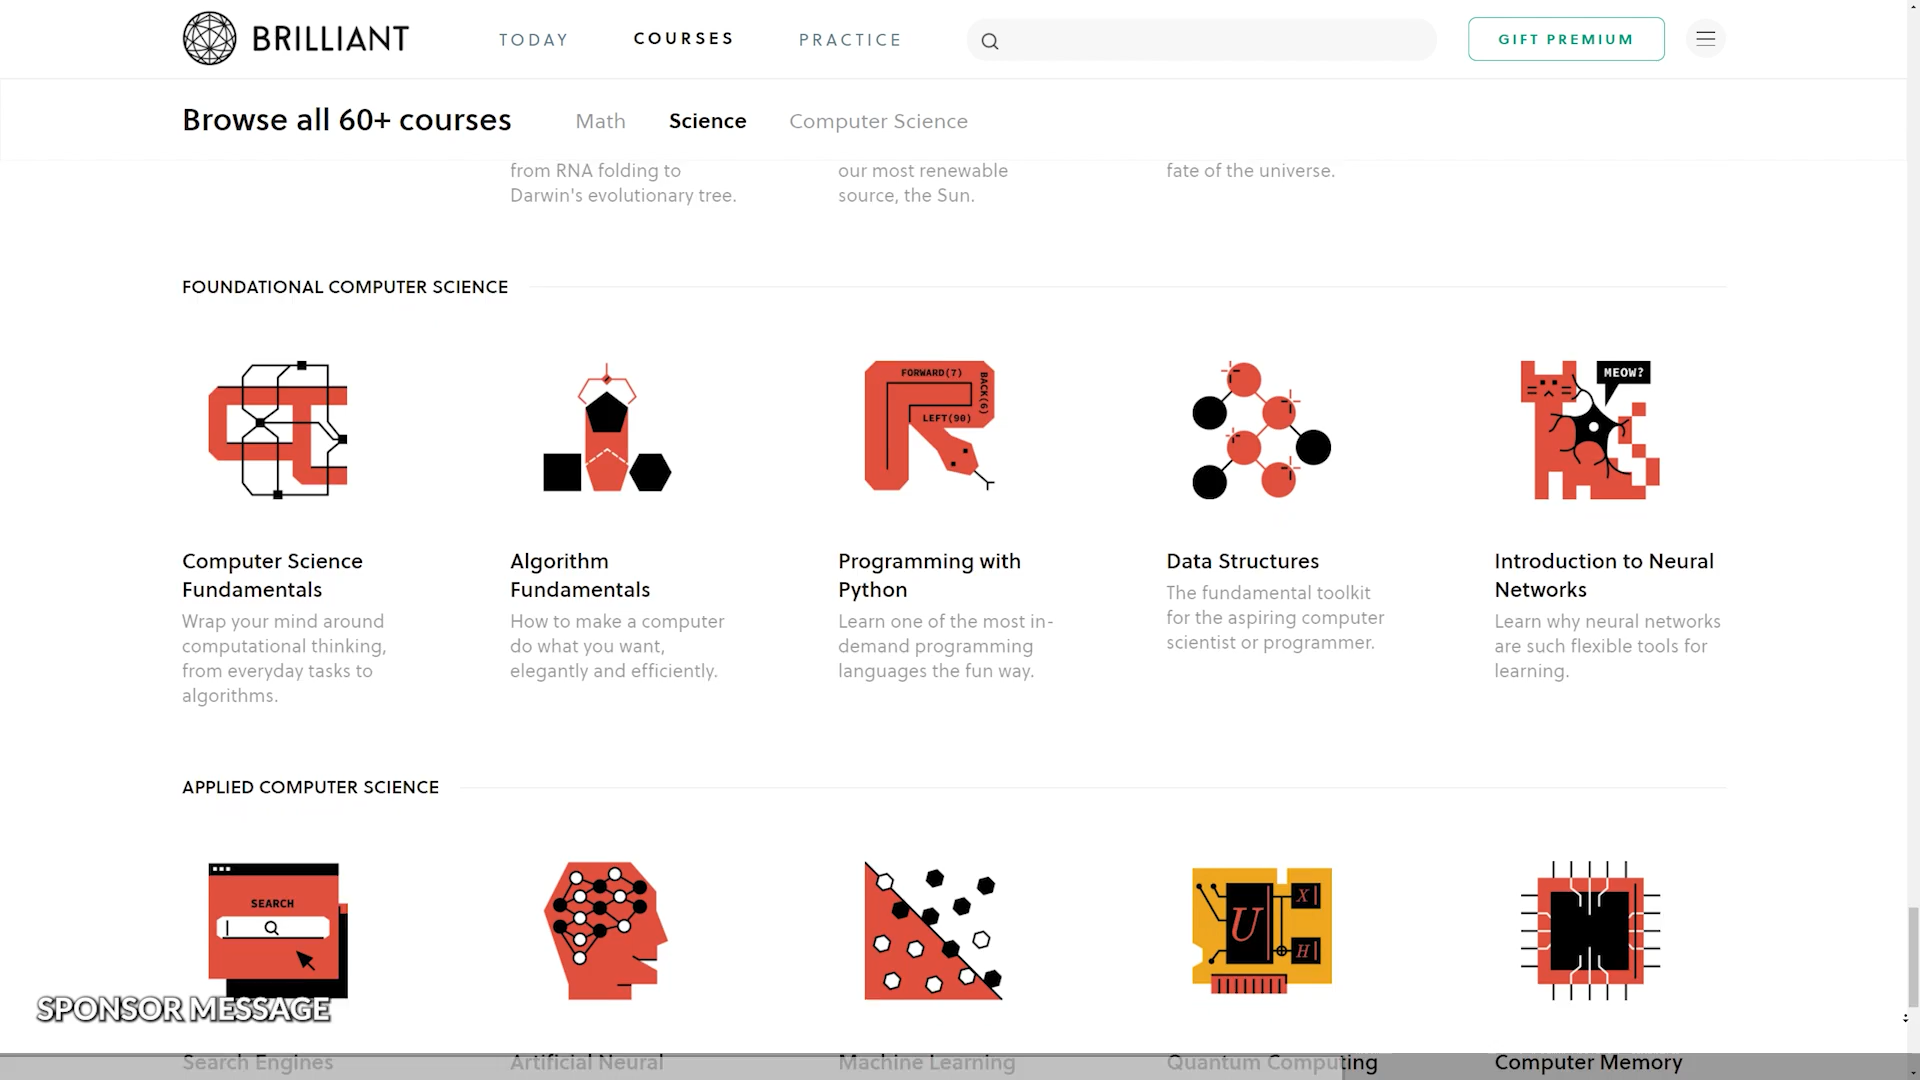 BRILLIANT
TODAY
COURSES
PRACTICE
GIFT PREMIUM
Browse all 60+ courses
Math
Science
Computer Science
from RNA folding to
Darwin's evolutionary tree.
our most renewable
source, the Sun.
fate of the universe.
FOUNDATIONAL COMPUTER SCIENCE
FORWARD(7)
BACK(6)
LEFT(90)
MEOW?
Computer Science
Fundamentals
Wrap your mind around
computational thinking,
from everyday tasks to
algorithms.
Algorithm
Fundamentals
How to make a computer
do what you want,
elegantly and efficiently.
Programming with
Python
Learn one of the most in-
demand programming
languages the fun way.
Data Structures
The fundamental toolkit
for the aspiring computer
scientist or programmer.
Introduction to Neural
Networks
Learn why neural networks
are such flexible tools for
learning.
APPLIED COMPUTER SCIENCE
SEARCH
U
X
H
SPONSOR MESSAGE
Search Engines
Artificial Neural
Machine Learning
Quantum Computing
Computer Memory